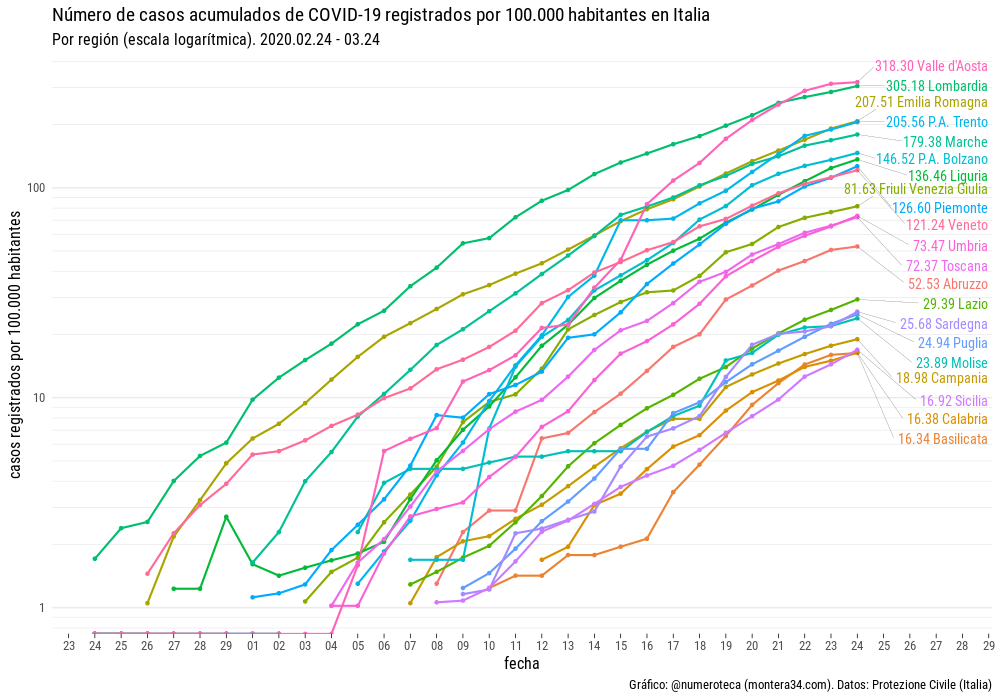 Número de casos acumulados de COVID-19 registrados por 100.000 habitantes en Italia
Por región (escala logarítmica). 2020.02.24 - 03.24
318.30 Valle d'Aosta
305.18 Lombardia
207.51 Emilia Romagna
205.56 P.A. Trento
179.38 Marche
146.52 P.A. Bolzano
136.46 Liguria
81.63 Friuli Venezia Giulia
126.60 Piemonte
121.24 Veneto
73.47 Umbria
72.37 Toscana
52.53 Abruzzo
29.39 Lazio
25.68 Sardegna
24.94 Puglia
23.89 Molise
18.98 Campania
16.92 Sicilia
16.38 Calabria
16.34 Basilicata
casos registrados por 100.000 habitantes
100
10
1
23 24 25 26 27 28 29 01 02 03 04 05 06 07 08 09 10 11 12 13 14 15 16 17 18 19 20 21 22 23 24 25 26 27 28 29
fecha
Gráfico: @numeroteca (montera34.com). Datos: Protezione Civile (Italia)